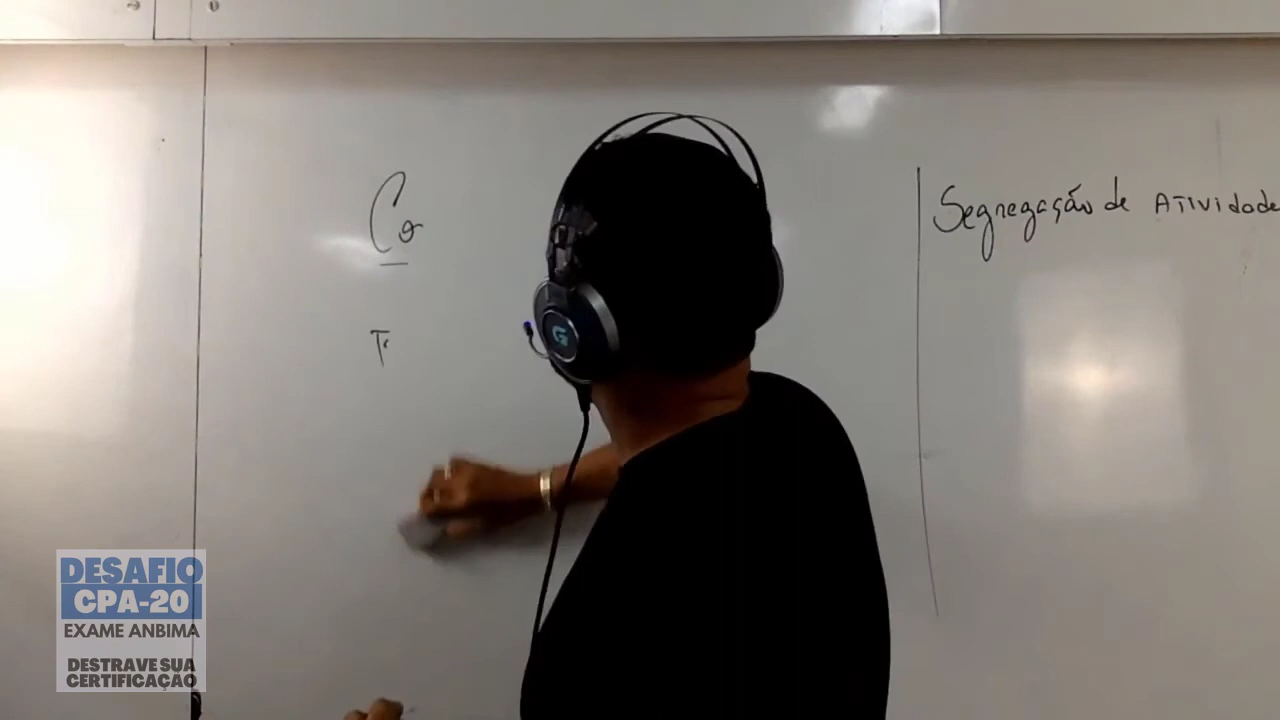 Co
Segregação de Atividade
DESAFIO
CPA-20
EXAME ANBIMA
DESTRAVE SUA
CERTIFICAÇÃO